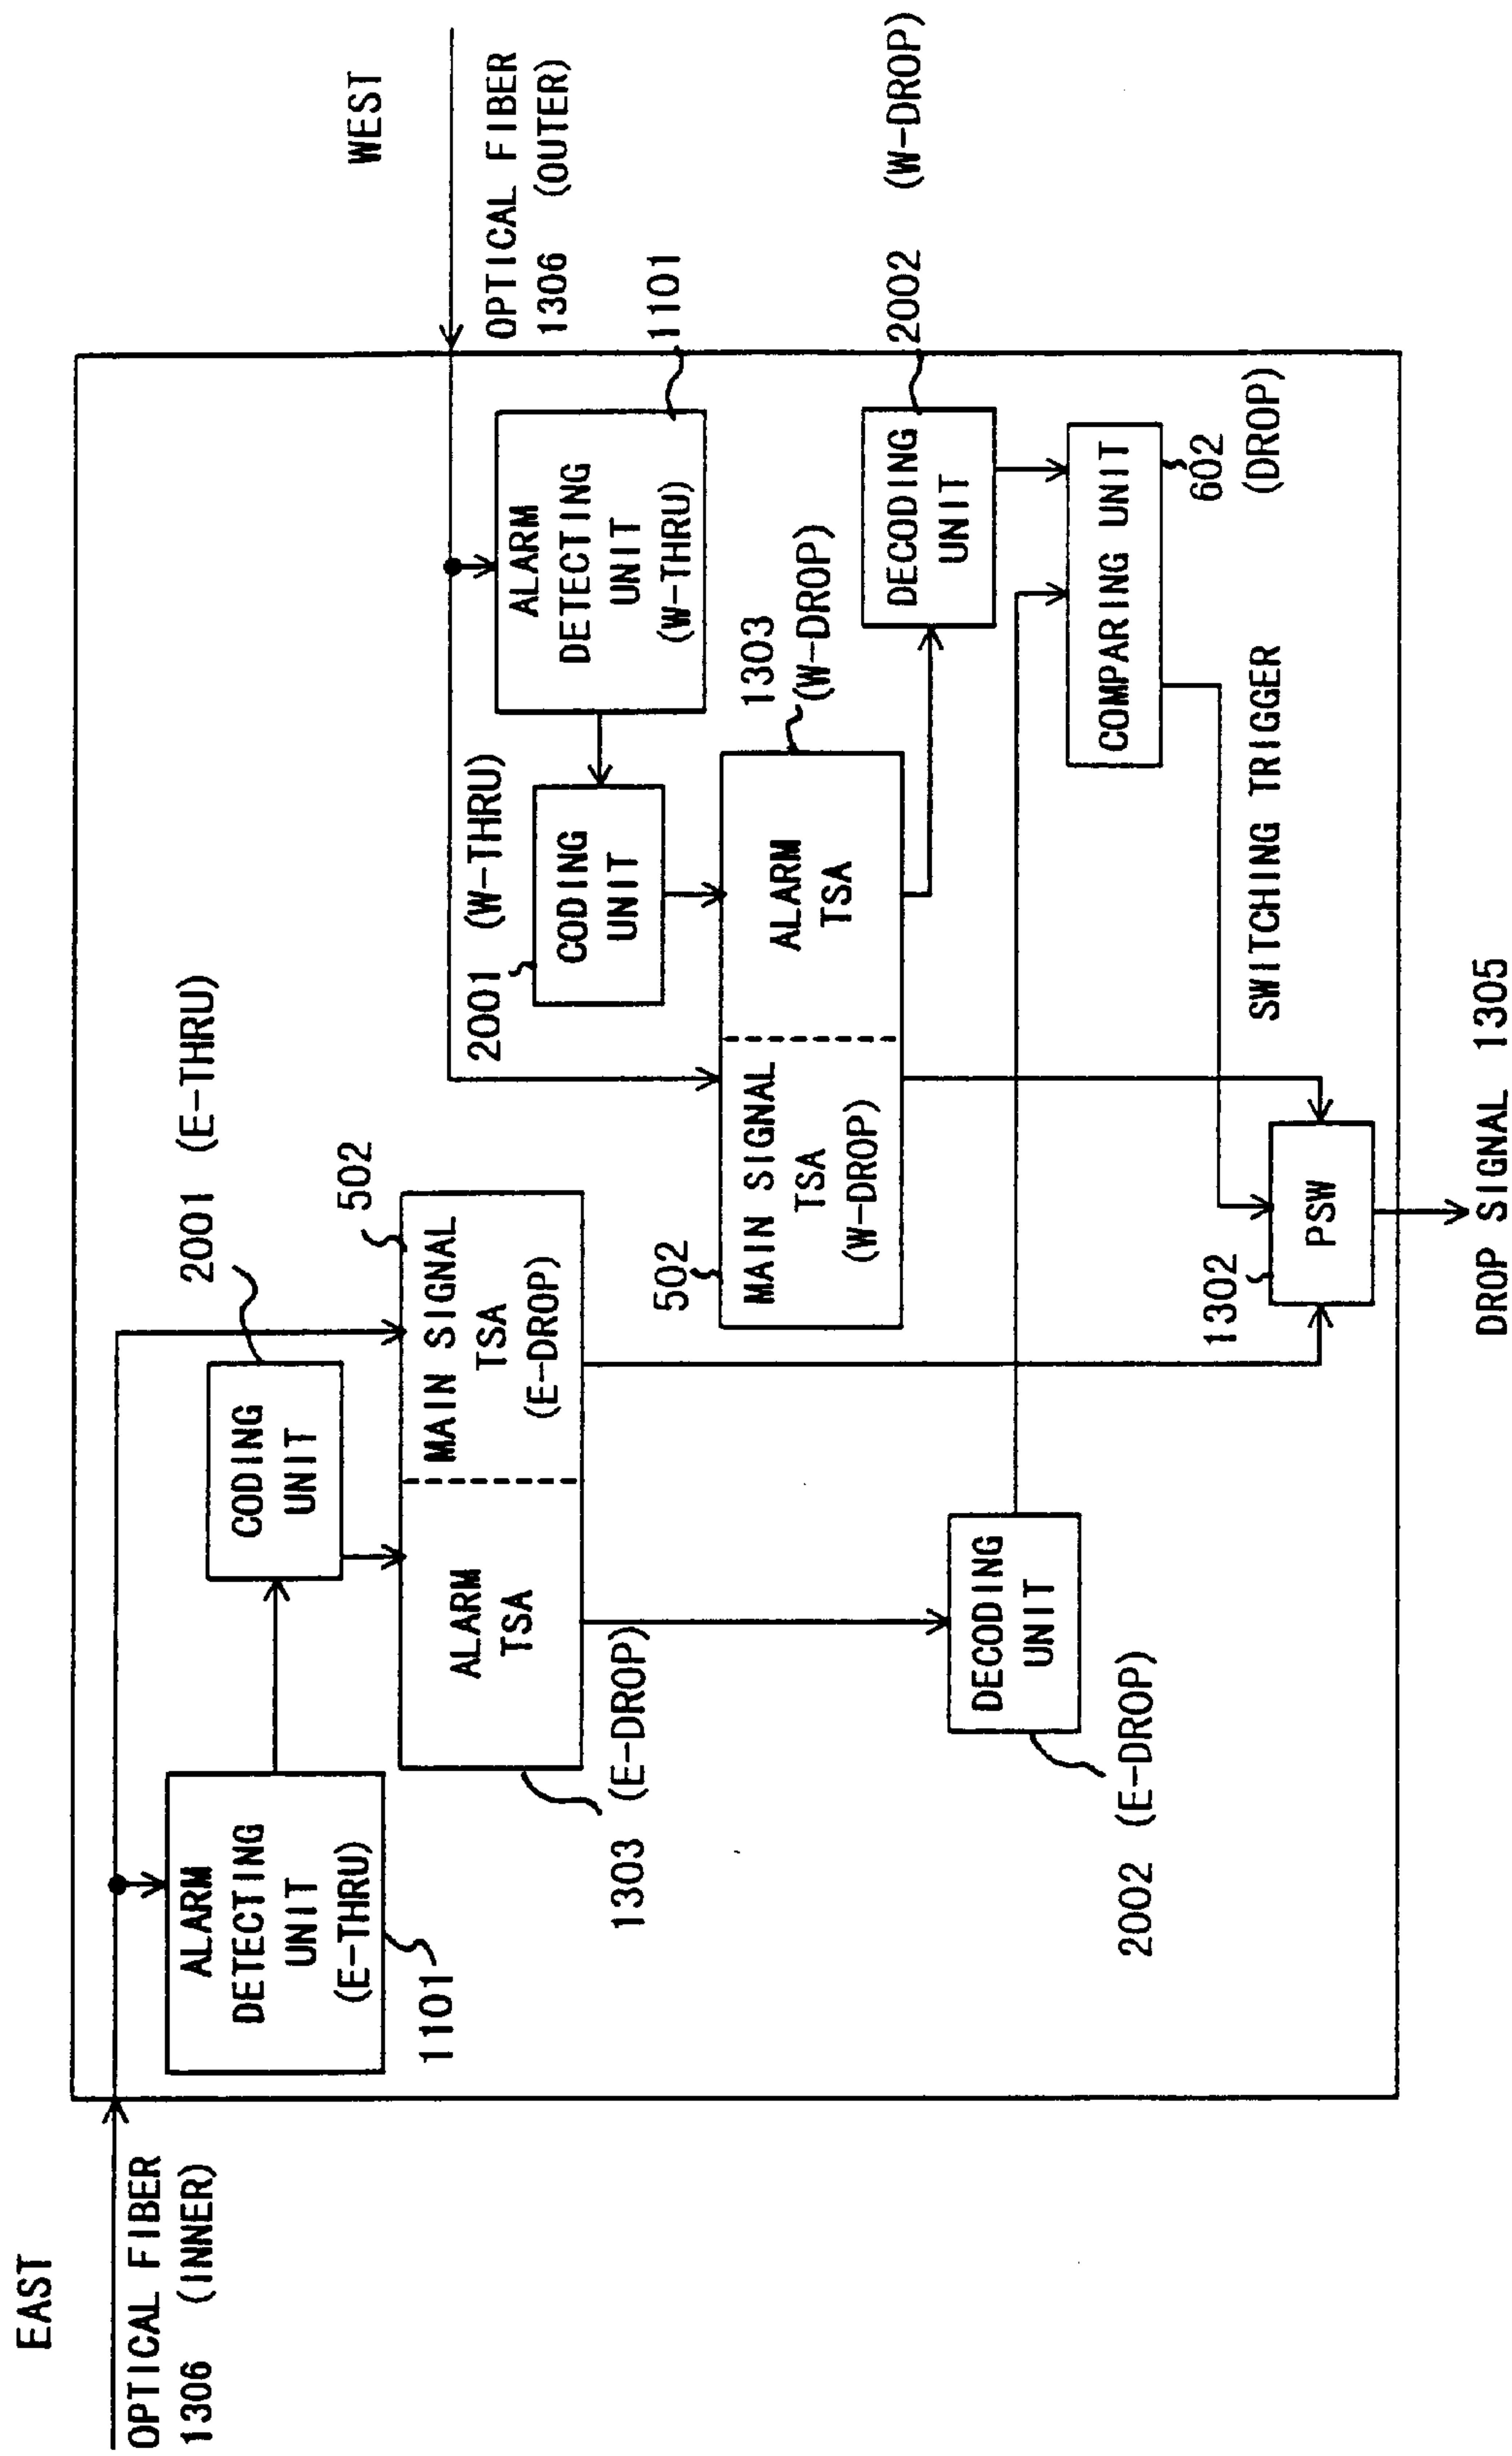 EAST
OPTICAL FIBER
1306 (INNER)
WEST
OPTICAL FIBER
1306 (OUTER)
ALARM
DETECTING
UNIT
(E-THRU)
1101
2001 (E-THRU)
CODING
UNIT
502
ALARM
TSA
MAIN SIGNAL
TSA
(E-DROP)
1303 (E-DROP)
ALARM
DETECTING
UNIT
(W-THRU)
1101
2001 (W-THRU)
CODING
UNIT
502
MAIN SIGNAL
TSA
(W-DROP)
ALARM
TSA
1303
(W-DROP)
DECODING
UNIT
2002 (W-DROP)
DECODING
UNIT
2002 (E-DROP)
COMPARING UNIT
602
(DROP)
SWITCHING TRIGGER
1302
PSW
DROP SIGNAL 1305